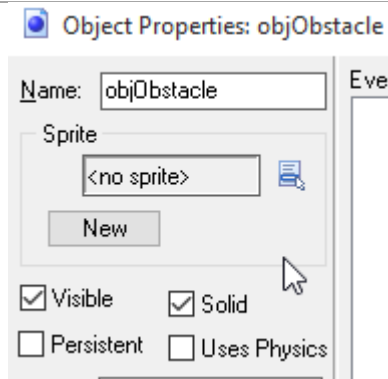 Object Properties: objObstacle
Name: objObstacle
Eve
Sprite
<no sprite>
New
Visible Solid
Persistent Uses Physics